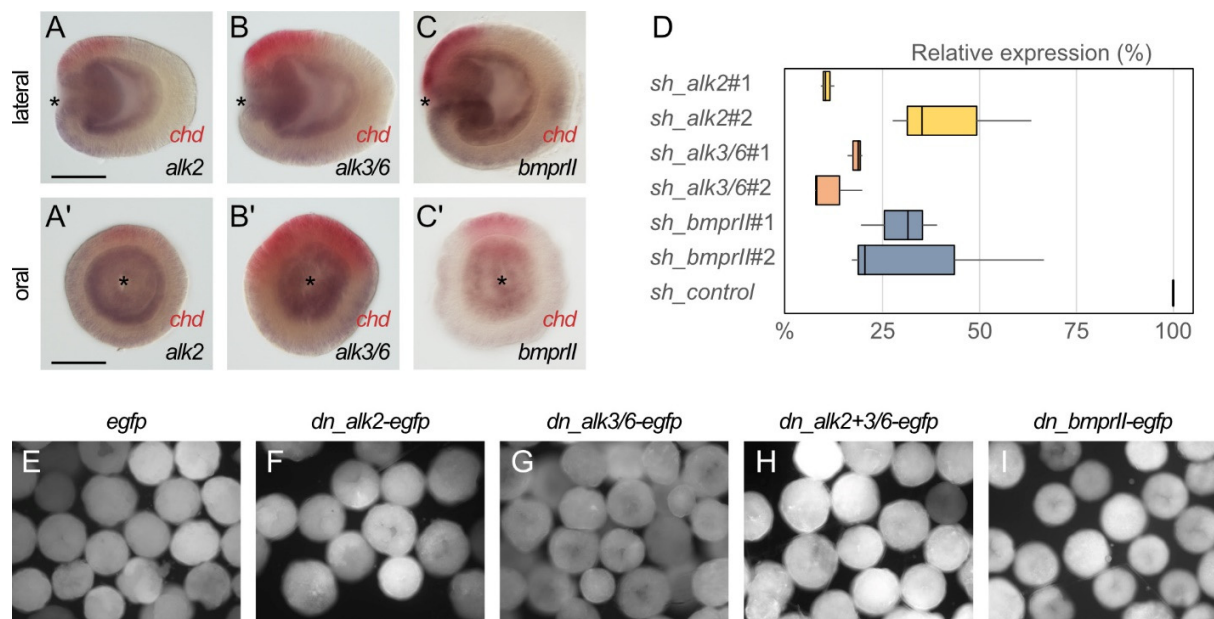 A
B
C
D
lateral
*
chd
alk2
*
chd
alk3/6
*
chd
bmprII
Relative expression (%)
sh_alk2#1
sh_alk2#2
sh_alk3/6#1
sh_alk3/6#2
sh_bmprII#1
sh_bmprII#2
sh_control
% 25 50 75 100
A'
B'
C'
oral
*
chd
alk2
*
chd
alk3/6
*
chd
bmprII
egfp
dn_alk2-egfp
dn_alk3/6-egfp
dn_alk2+3/6-egfp
dn_bmprII-egfp
E
F
G
H
I